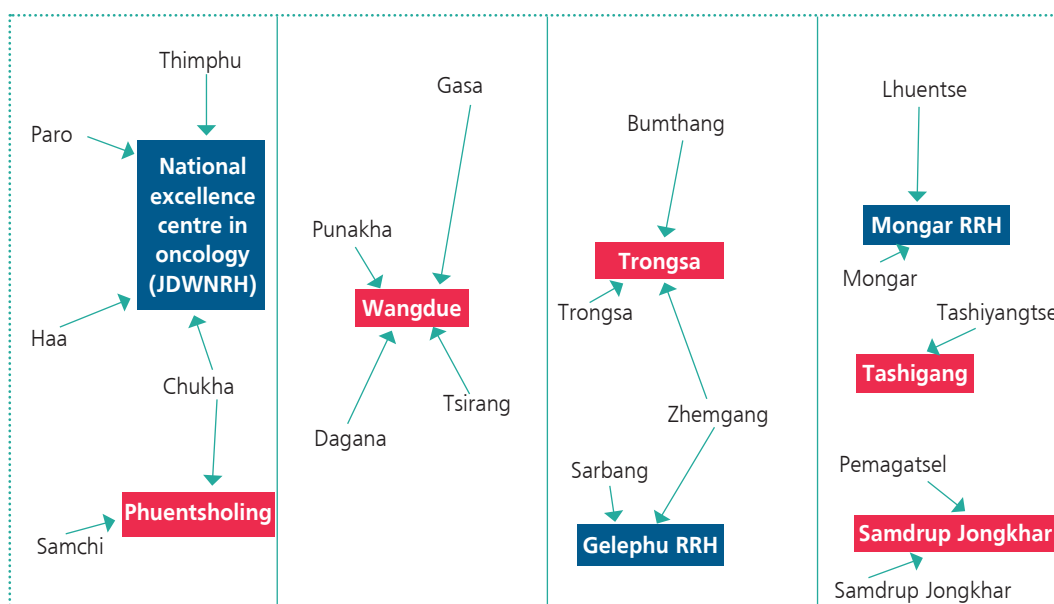 Thimphu
Paro
National
excellence
centre in
oncology
(JDWNRH)
Haa
Chukha
Phuentsholing
Samchi
Gasa
Punakha
Wangdue
Tsirang
Dagana
Bumthang
Trongsa
Trongsa
Zhemgang
Sarbang
Gelephu RRH
Lhuentse
Mongar RRH
Mongar
Tashiyangtse
Tashigang
Pemagatsel
Samdrup Jongkhar
Samdrup Jongkhar